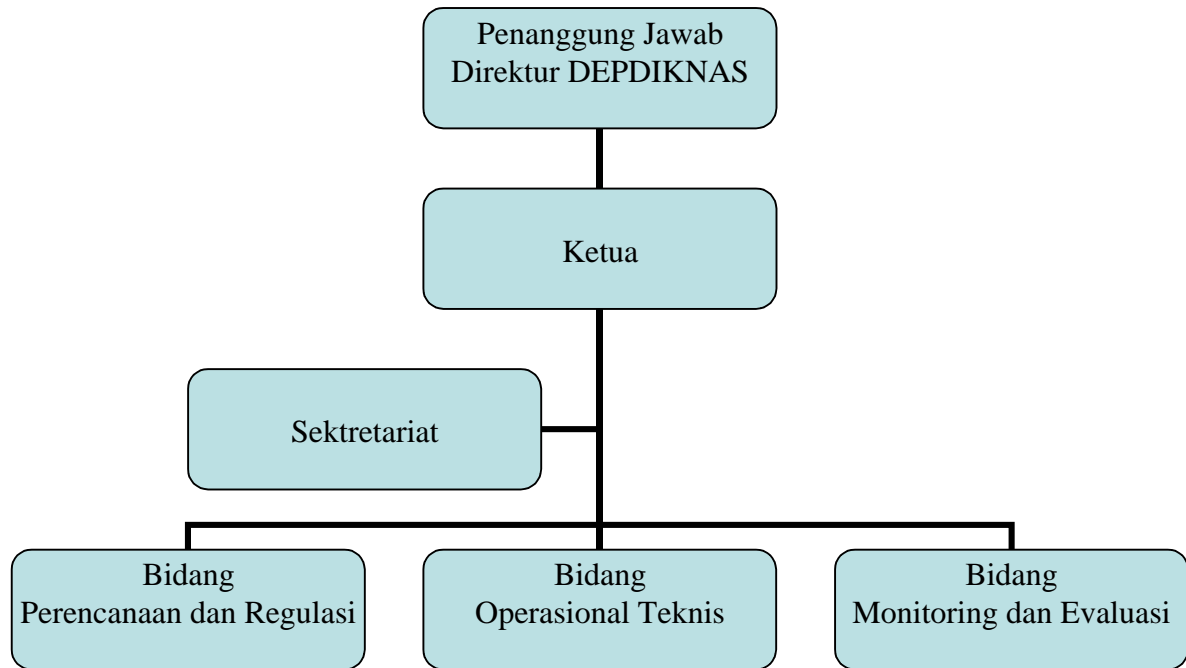 Penanggung Jawab
Direktur DEPDIKNAS
Ketua
Sektretariat
Bidang
Perencanaan dan Regulasi
Bidang
Operasional Teknis
Bidang
Monitoring dan Evaluasi